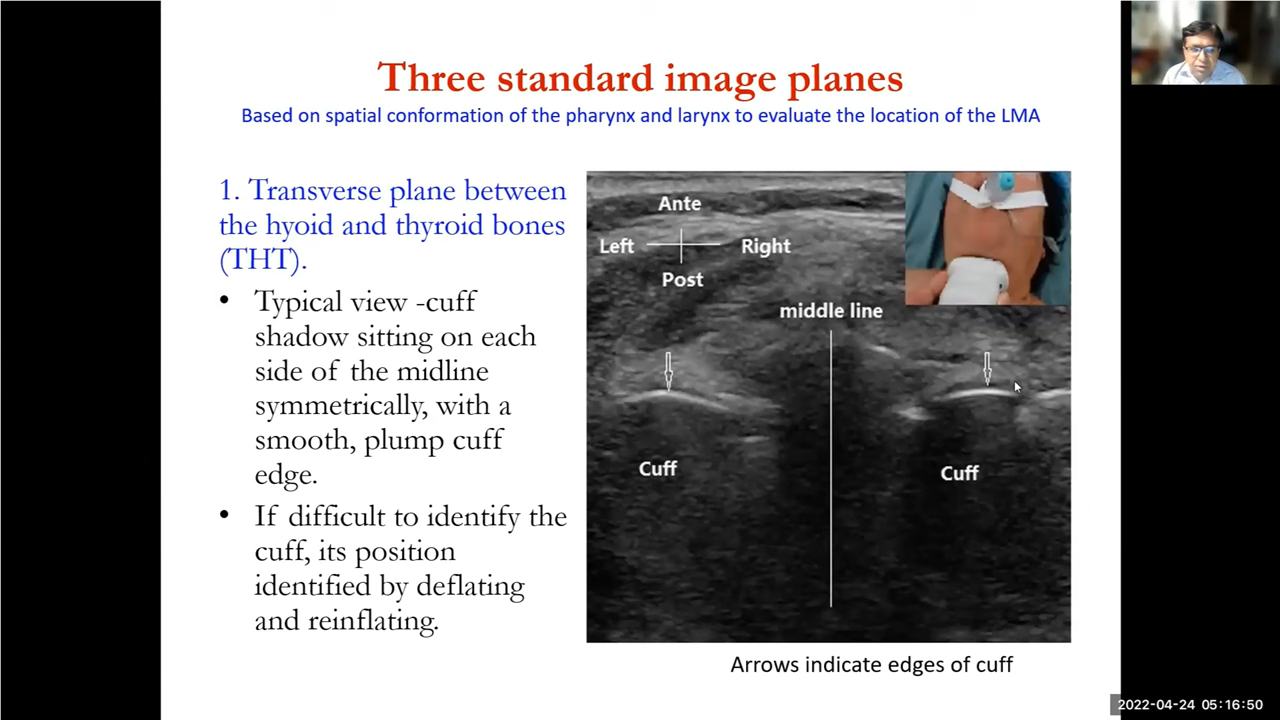 Three standard image planes
Based on spatial conformation of the pharynx and larynx to evaluate the location of the LMA
1. Transverse plane between
the hyoid and thyroid bones
(THT).
• Typical view -cuff
shadow sitting on each
side of the midline
symmetrically, with a
smooth, plump cuff
edge.
• If difficult to identify the
cuff, its position
identified by deflating
and reinflating.
Ante
Left
Right
Post
middle line
Cuff
Cuff
Arrows indicate edges of cuff
2022-04-24 05:16:50